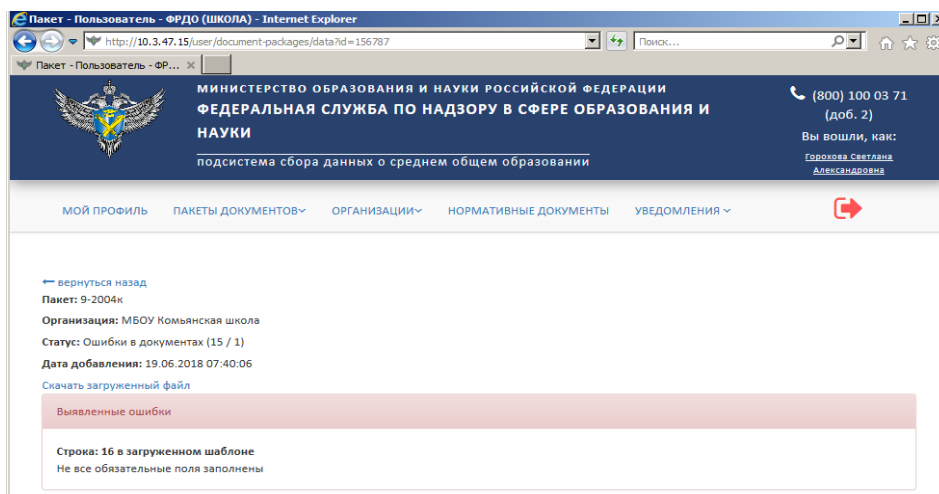 Пакет - Пользователь - ФРДО (ШКОЛА) - Internet Explorer
http://10.3.47.15/user/document-packages/data?id=156787
Поиск...
Пакет - Пользователь - ФР...
МИНИСТЕРСТВО ОБРАЗОВАНИЯ И НАУКИ РОССИЙСКОЙ ФЕДЕРАЦИИ
ФЕДЕРАЛЬНАЯ СЛУЖБА ПО НАДЗОРУ В СФЕРЕ ОБРАЗОВАНИЯ И
НАУКИ
подсистема сбора данных о среднем общем образовании
(800) 100 03 71
(доб. 2)
Вы вошли, как:
Горохова Светлана
Александровна
МОЙ ПРОФИЛЬ ПАКЕТЫ ДОКУМЕНТОВ ОРГАНИЗАЦИИ НОРМАТИВНЫЕ ДОКУМЕНТЫ УВЕДОМЛЕНИЯ
вернуться назад
Пакет: 9-2004к
Организация: МБОУ Комьянская школа
Статус: Ошибки в документах (15 / 1)
Дата добавления: 19.06.2018 07:40:06
Скачать загруженный файл
Выявленные ошибки
Строка: 16 в загруженном шаблоне
Не все обязательные поля заполнены